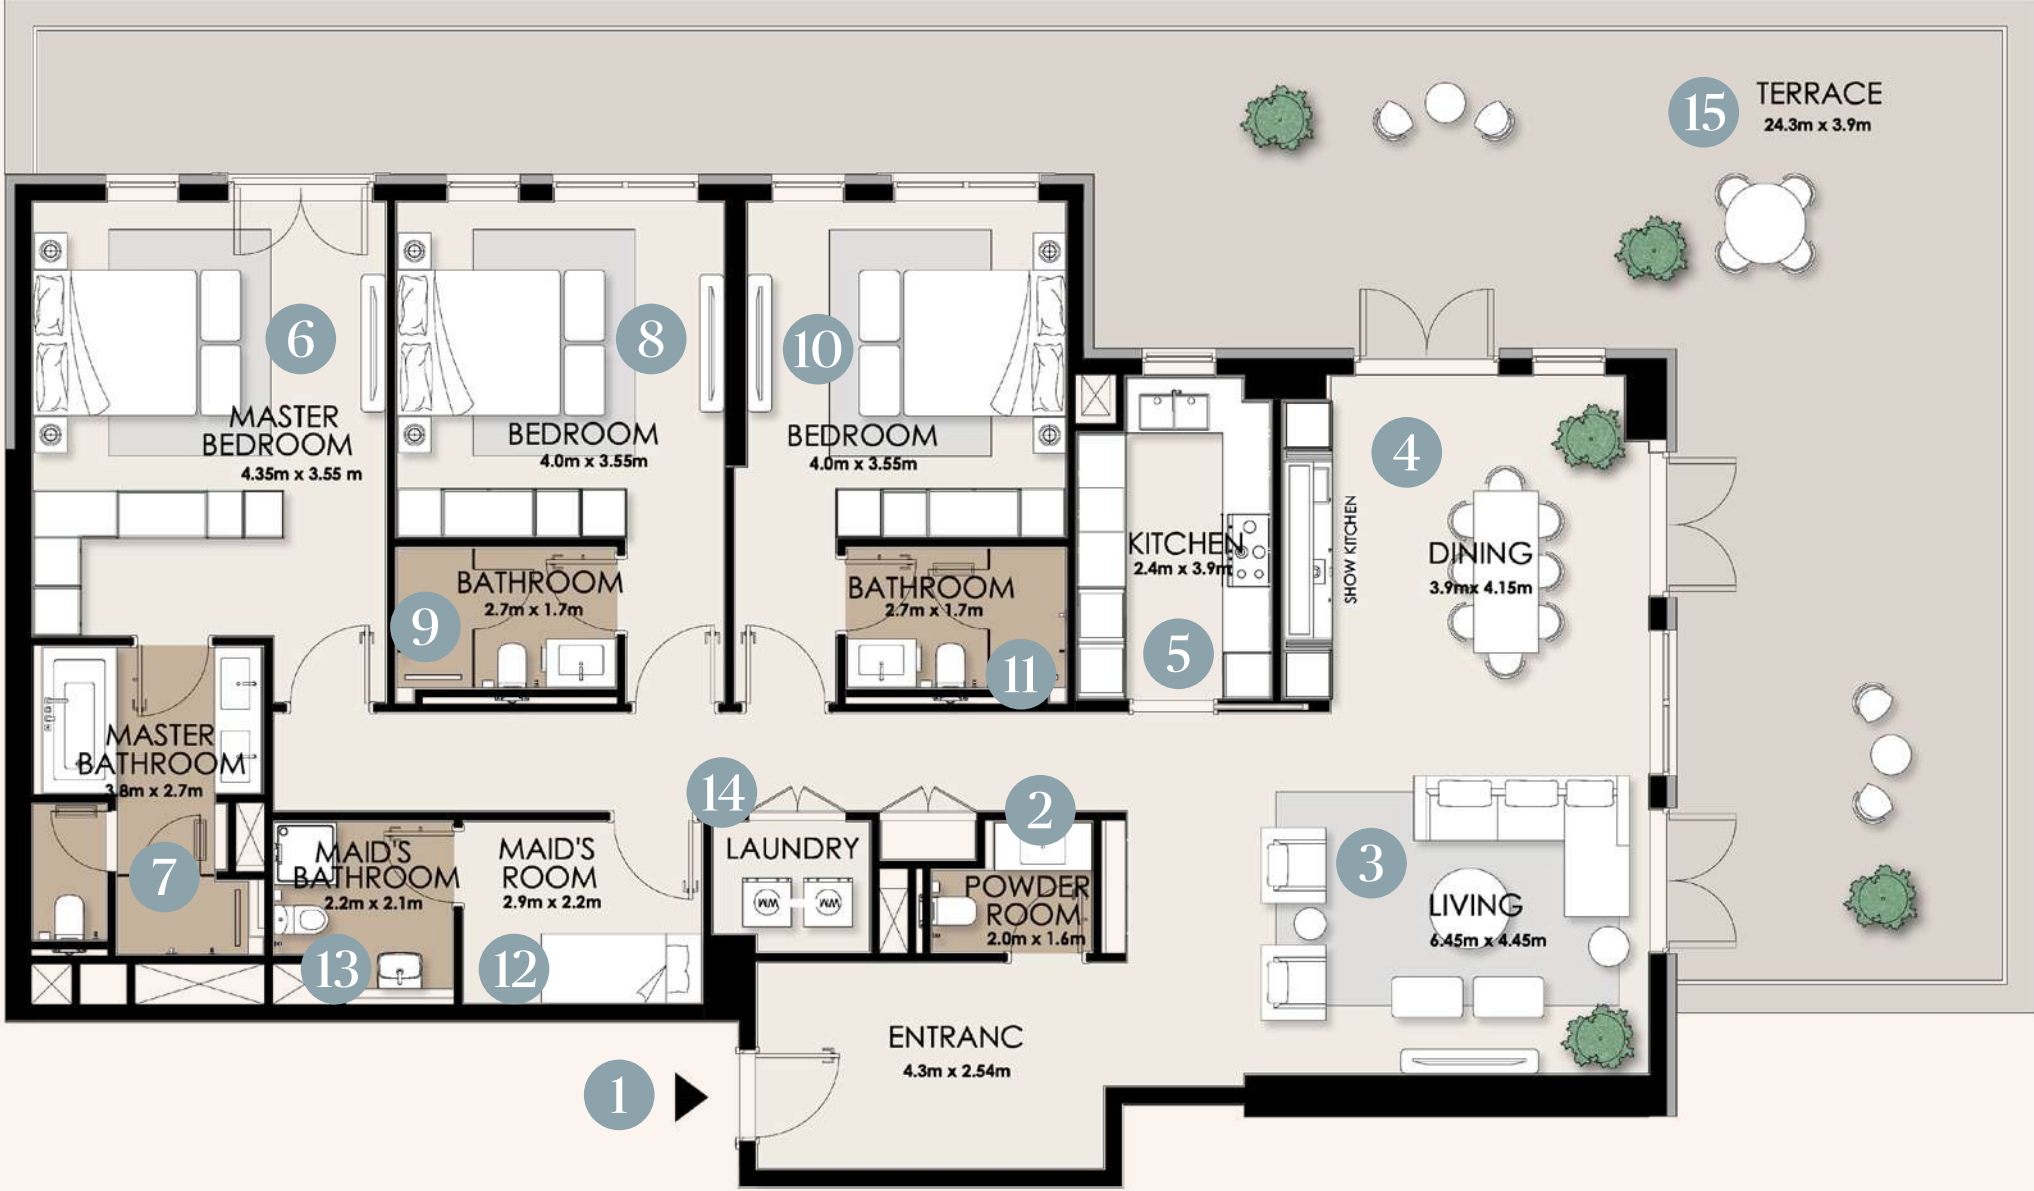 15
TERRACE
24.3m x 3.9m
6
MASTER
BEDROOM
4.35m x 3.55 m
8
BEDROOM
4.0m x 3.55m
10
BEDROOM
4.0m x 3.55m
4
SHOW KITCHEN
DINING
3.9mx 4.15m
KITCHEN
2.4m x 3.9m
5
BATHROOM
2.7m x 1.7m
9
BATHROOM
2.7m x 1.7m
11
MASTER
BATHROOM
3.8m x 2.7m
7
MAID'S
BATHROOM
2.2m x 2.1m
13
MAID'S
ROOM
2.9m x 2.2m
12
14
LAUNDRY
WM
WM
2
POWDER
ROOM
2.0m x 1.6m
3
LIVING
6.45m x 4.45m
ENTRANC
4.3m x 2.54m
1